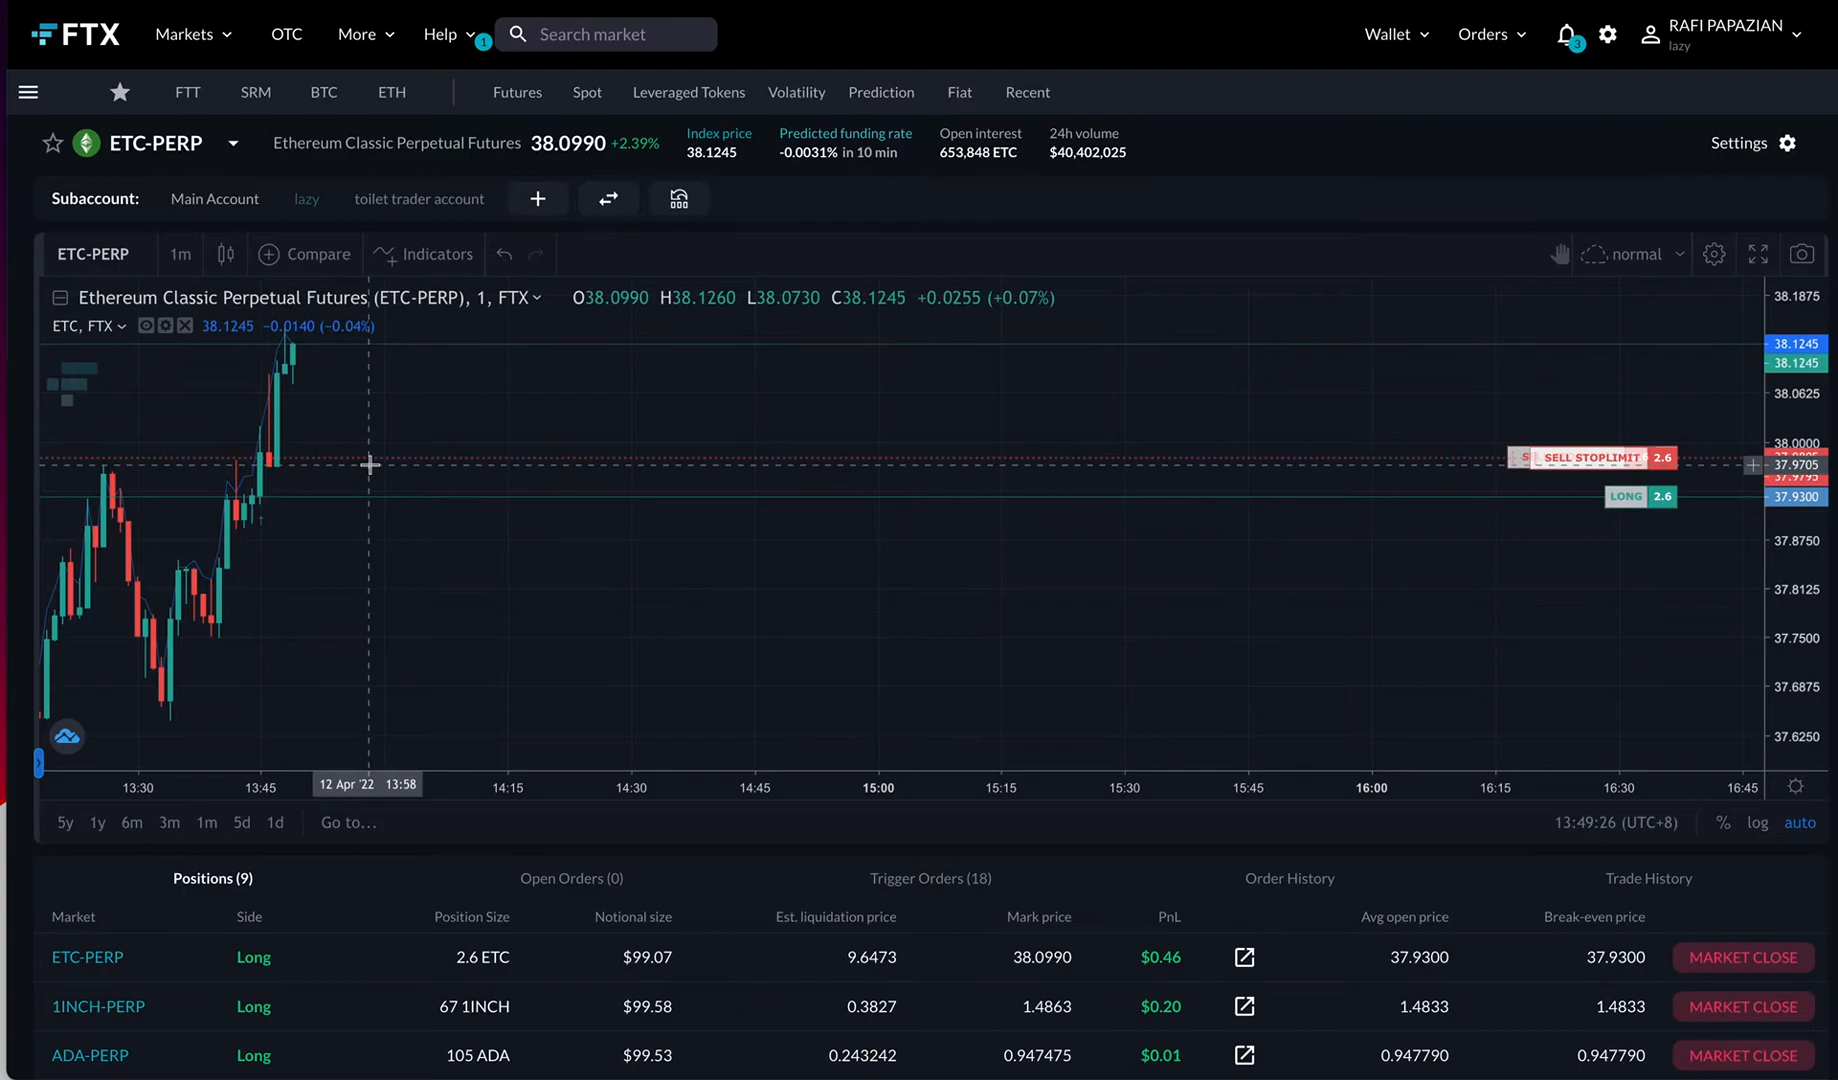 FTX Markets OTC More Help 1 Search market Wallet Orders 3 RAFI PAPAZIAN
lazy
FTT SRM BTC ETH Futures Spot Leveraged Tokens Volatility Prediction Fiat Recent
ETC-PERP Ethereum Classic Perpetual Futures 38.0990 +2.39%
Index price
38.1245
Predicted funding rate
-0.0031% in 10 min
Open interest
653,848 ETC
24h volume
$40,402,025
Settings
Subaccount: Main Account lazy toilet trader account
ETC-PERP 1m Compare Indicators normal
Ethereum Classic Perpetual Futures (ETC-PERP), 1, FTX O38.0990 H38.1260 L38.0730 C38.1245 +0.0255 (+0.07%)
ETC, FTX 38.1245 −0.0140 (−0.04%)
38.1875
38.1245
38.1245
38.0625
38.0000
SELL STOPLIMIT 2.6
37.9705
37.9795
LONG 2.6 37.9300
37.8750
37.8125
37.7500
37.6875
37.6250
13:30 13:45 12 Apr '22 13:58 14:15 14:30 14:45 15:00 15:15 15:30 15:45 16:00 16:15 16:30 16:45
5y 1y 6m 3m 1m 5d 1d Go to... 13:49:26 (UTC+8) % log auto
Positions (9) Open Orders (0) Trigger Orders (18) Order History Trade History
Market Side Position Size Notional size Est. liquidation price Mark price PnL Avg open price Break-even price
ETC-PERP Long 2.6 ETC $99.07 9.6473 38.0990 $0.46 37.9300 37.9300 MARKET CLOSE
1INCH-PERP Long 67 1INCH $99.58 0.3827 1.4863 $0.20 1.4833 1.4833 MARKET CLOSE
ADA-PERP Long 105 ADA $99.53 0.243242 0.947475 $0.01 0.947790 0.947790 MARKET CLOSE